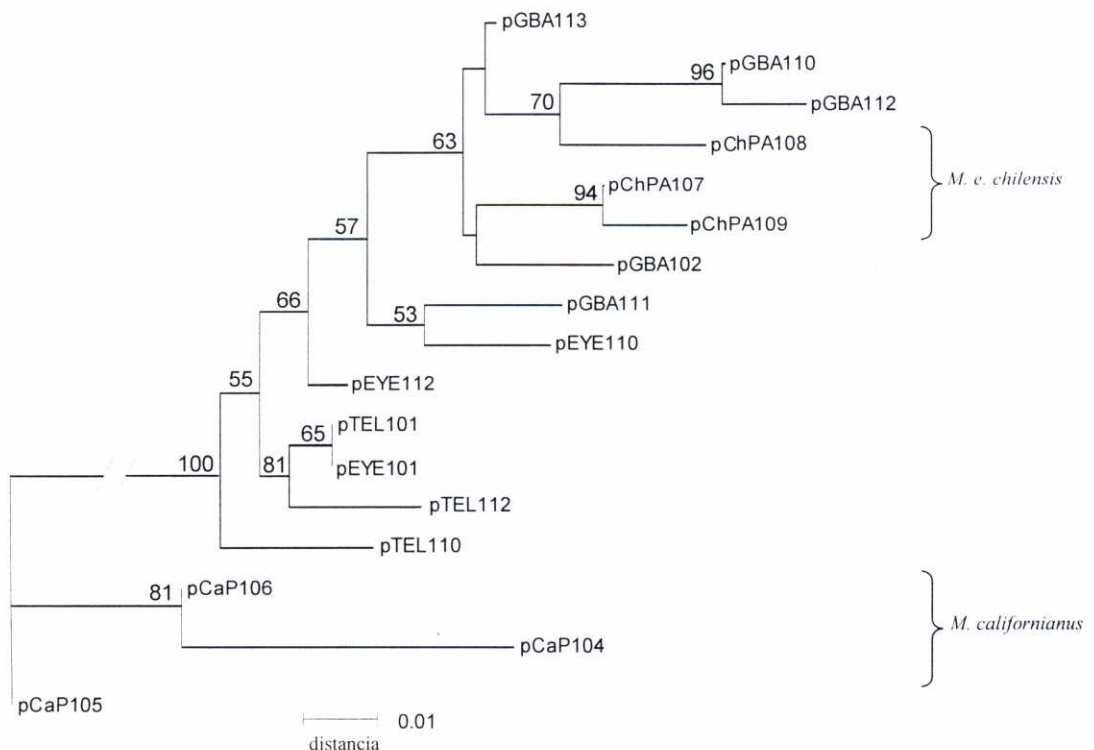 pGBA113
pGBA110
96
pGBA112
70
pChPA108
63
pChPA107
M. e. chilensis
94
pChPA109
57
pGBA102
66
pGBA111
53
pEYE110
55
pEYE112
pTEL101
65
pEYE101
100
81
pTEL112
pTEL110
81
pCaP106
M. californianus
pCaP104
pCaP105
0.01
distancia